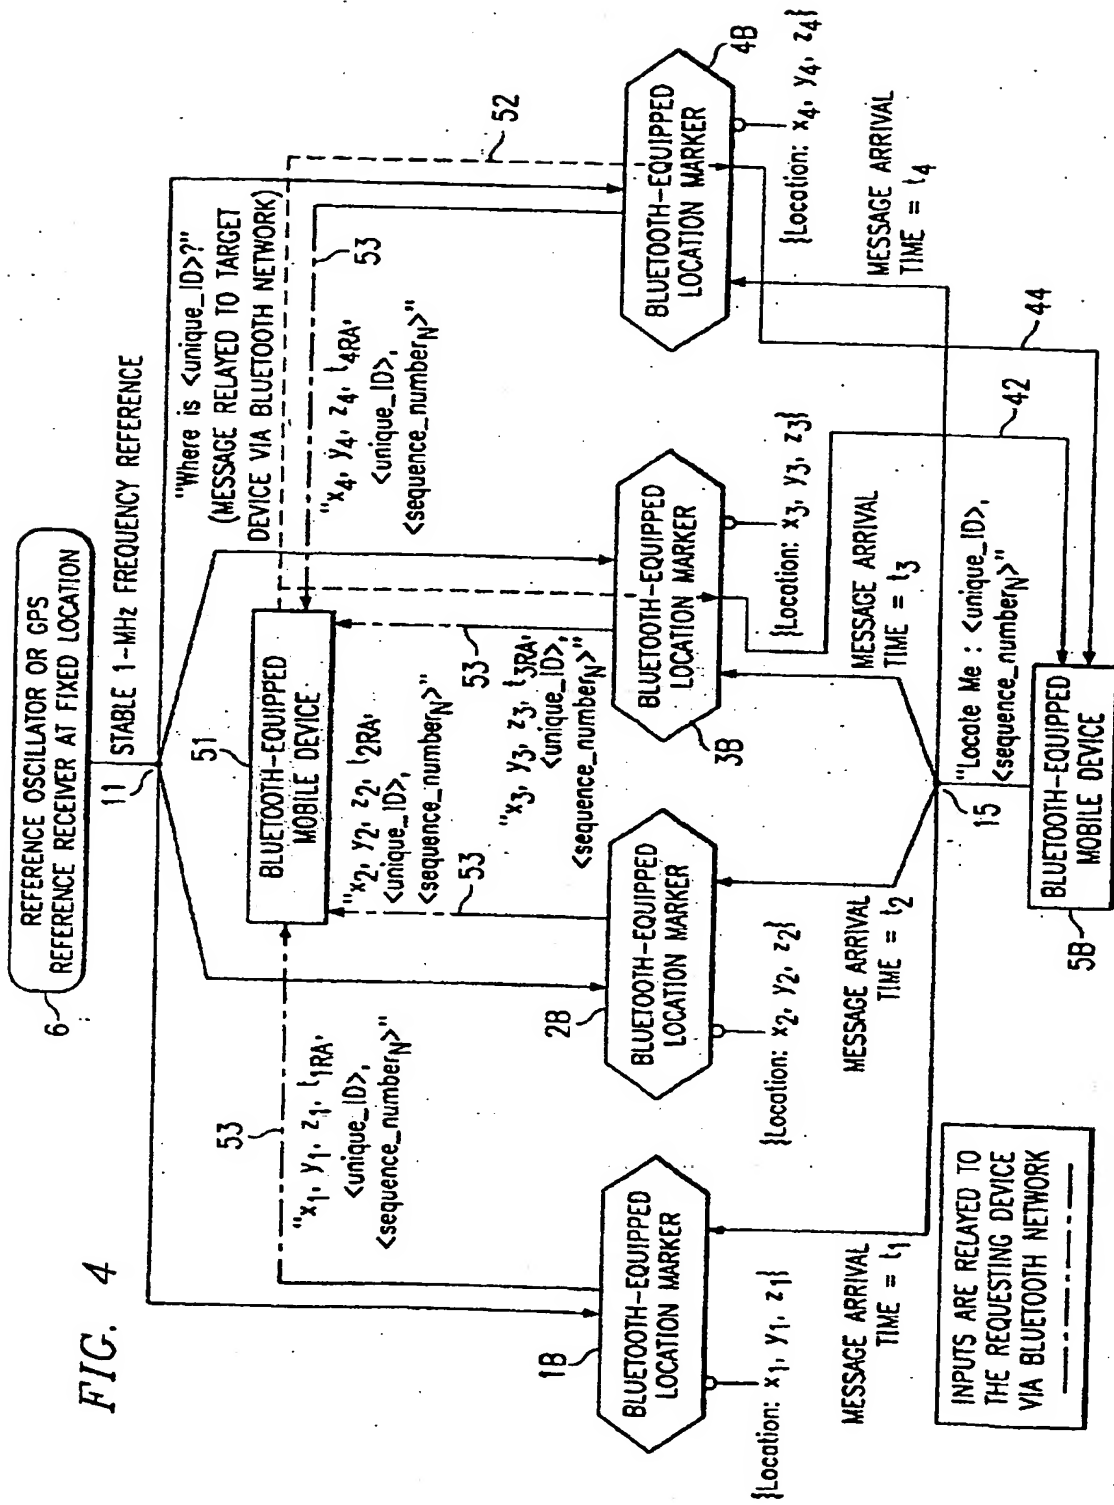 FIG. 4
REFERENCE OSCILLATOR OR GPS
REFERENCE RECEIVER AT FIXED LOCATION
6
11
STABLE 1-MHz FREQUENCY REFERENCE
"Where is <unique_ID>?"
(MESSAGE RELAYED TO TARGET
DEVICE VIA BLUETOOTH NETWORK)
51
BLUETOOTH-EQUIPPED
MOBILE DEVICE
52
53
"x1, y1, z1, t1RA,
<unique_ID>,
<sequence_numberN>"
"x2, y2, z2, t2RA,
<unique_ID>,
<sequence_numberN>"
53
53
"x3, y3, z3, t3RA,
<unique_ID>,
<sequence_numberN>"
53
"x4, y4, z4, t4RA,
<unique_ID>,
<sequence_numberN>"
1B
BLUETOOTH-EQUIPPED
LOCATION MARKER
{Location: x1, y1, z1}
2B
BLUETOOTH-EQUIPPED
LOCATION MARKER
{Location: x2, y2, z2}
3B
BLUETOOTH-EQUIPPED
LOCATION MARKER
{Location: x3, y3, z3}
4B
BLUETOOTH-EQUIPPED
LOCATION MARKER
{Location: x4, y4, z4}
MESSAGE ARRIVAL
TIME = t1
MESSAGE ARRIVAL
TIME = t2
MESSAGE ARRIVAL
TIME = t3
MESSAGE ARRIVAL
TIME = t4
15
"Locate Me : <unique_ID>,
<sequence_numberN>"
42
44
5B
BLUETOOTH-EQUIPPED
MOBILE DEVICE
INPUTS ARE RELAYED TO
THE REQUESTING DEVICE
VIA BLUETOOTH NETWORK